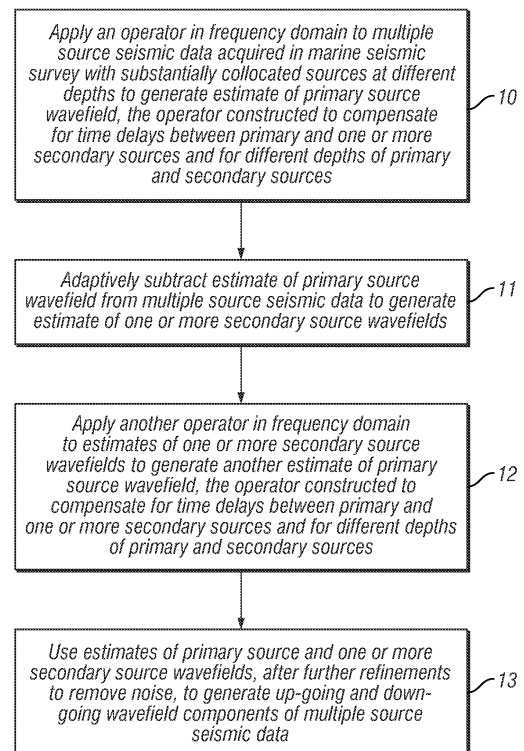 Apply an operator in frequency domain to multiple
source seismic data acquired in marine seismic
survey with substantially collocated sources at different
depths to generate estimate of primary source
wavefield, the operator constructed to compensate
for time delays between primary and one or more
secondary sources and for different depths of primary
and secondary sources
10
Adaptively subtract estimate of primary source
wavefield from multiple source seismic data to generate
estimate of one or more secondary source wavefields
11
Apply another operator in frequency domain
to estimates of one or more secondary source
wavefields to generate another estimate of primary
source wavefield, the operator constructed to
compensate for time delays between primary and
one or more secondary sources and for different depths
of primary and secondary sources
12
Use estimates of primary source and one or more
secondary source wavefields, after further refinements
to remove noise, to generate up-going and down-
going wavefield components of multiple source
seismic data
13